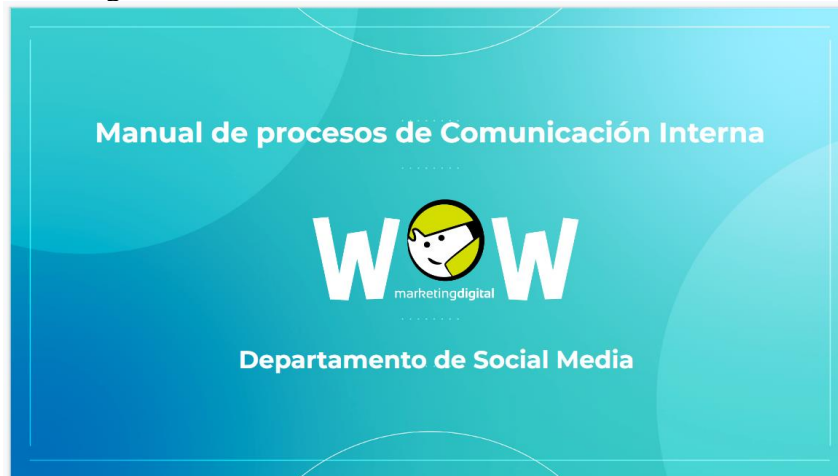 Manual de procesos de Comunicación Interna
WOW
marketingdigital
Departamento de Social Media